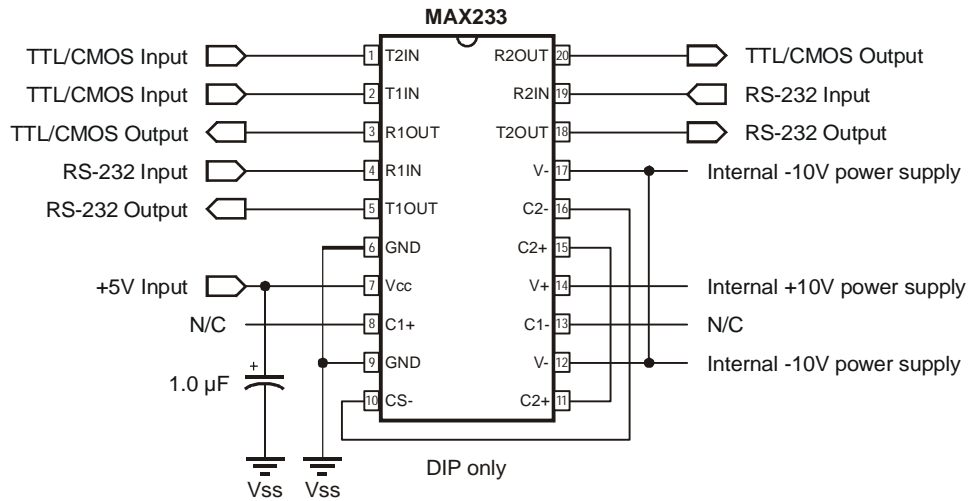 MAX233
TTL/CMOS Input 1 T2IN R2OUT 20 TTL/CMOS Output
TTL/CMOS Input 2 T1IN R2IN 19 RS-232 Input
TTL/CMOS Output 3 R1OUT T2OUT 18 RS-232 Output
RS-232 Input 4 R1IN V- 17 Internal -10V power supply
RS-232 Output 5 T1OUT C2- 16
6 GND C2+ 15
+5V Input 7 Vcc V+ 14 Internal +10V power supply
N/C 8 C1+ C1- 13 N/C
9 GND V- 12 Internal -10V power supply
+
1.0 µF
10 CS- C2+ 11
DIP only
Vss Vss